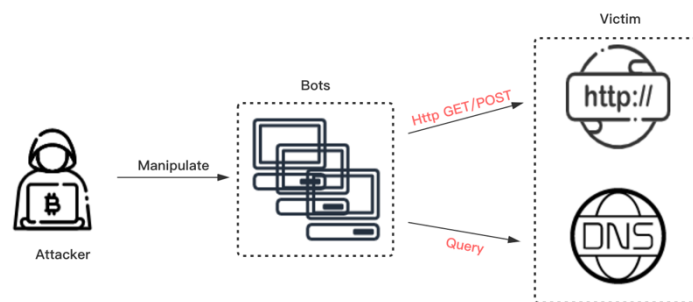 Victim
Bots
http://
Http GET/POST
Manipulate
DNS
Query
Attacker